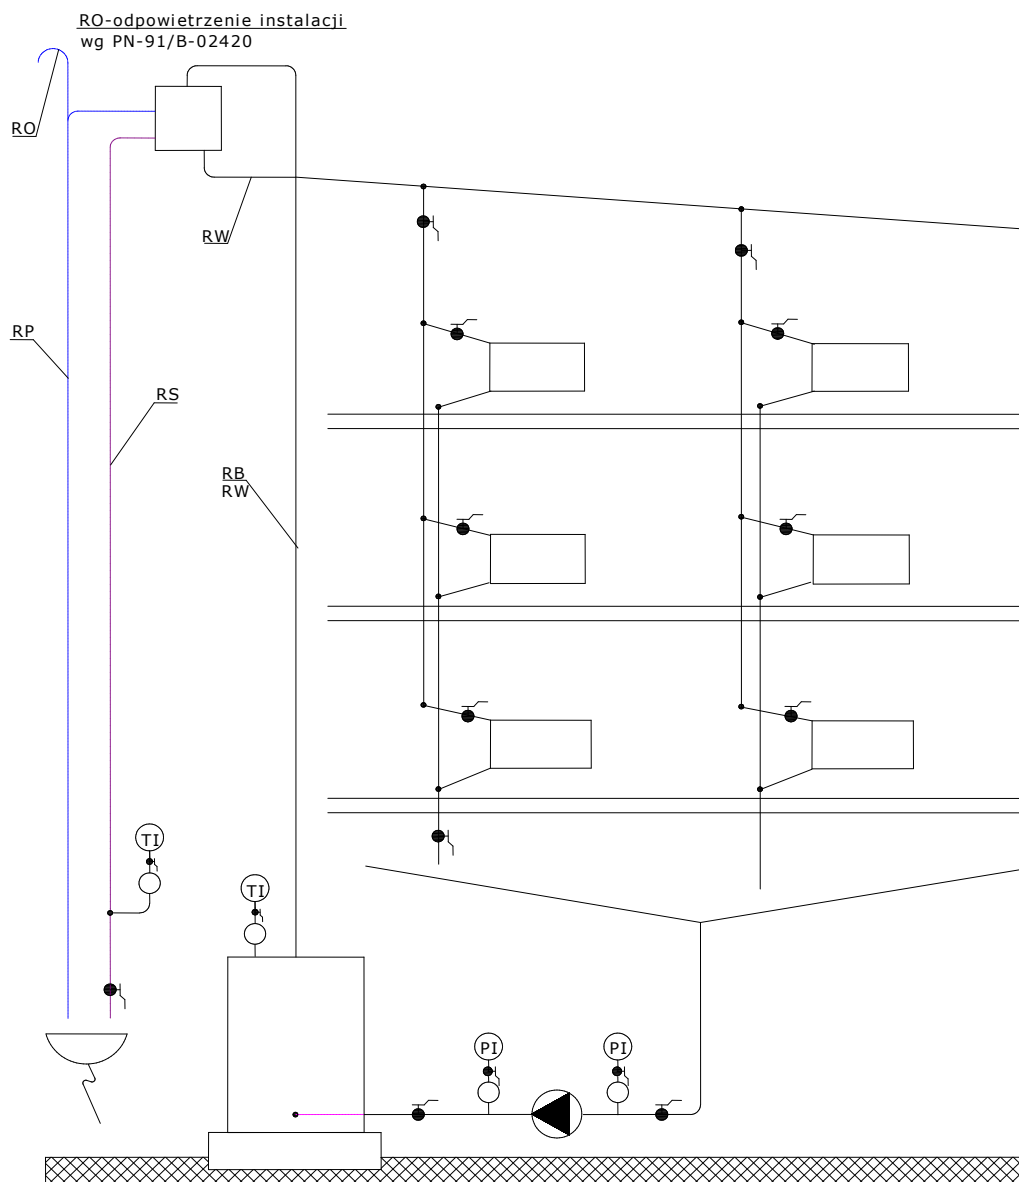 RO-odpowietrzenie instalacji
wg PN-91/B-02420
RO
RW
RP
RS
RB
RW
TI
TI
PI
PI